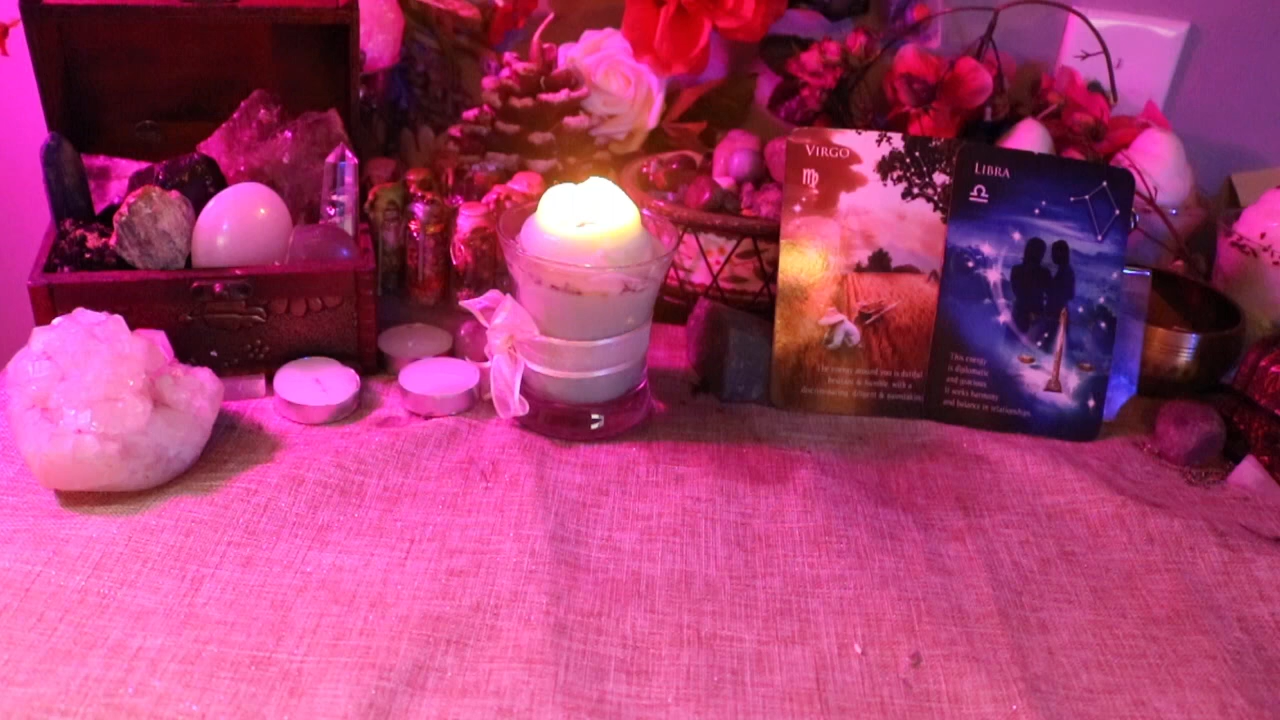 VIRGO
♍
The energy around you is dutiful
LIBRA
♎
This energy
is diplomatic
and gracious.
It seeks harmony
and balance in relationships.